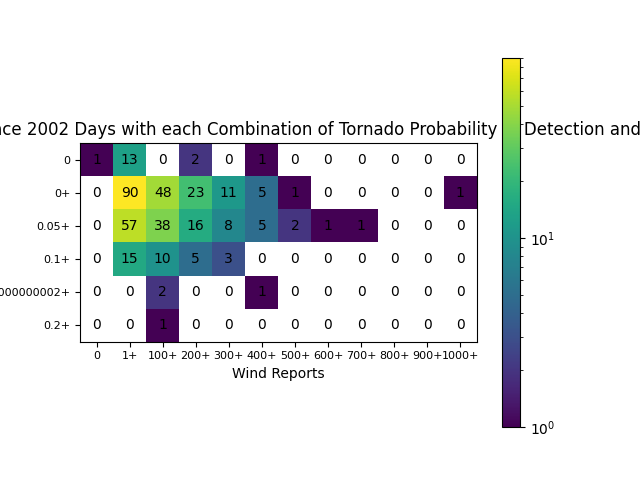 2002 Days with each Combination of Tornado Probability Detection and
0 1 13 0 2 0 1 0 0 0 0 0 0
0+ 0 90 48 23 11 5 1 0 0 0 0 1
0.05+ 0 57 38 16 8 5 2 1 1 0 0 0
0.1+ 0 15 10 5 3 0 0 0 0 0 0 0
000000002+ 0 0 2 0 0 1 0 0 0 0 0 0
0.2+ 0 0 1 0 0 0 0 0 0 0 0 0
0 1+ 100+ 200+ 300+ 400+ 500+ 600+ 700+ 800+ 900+ 1000+
Wind Reports
10¹
10⁰